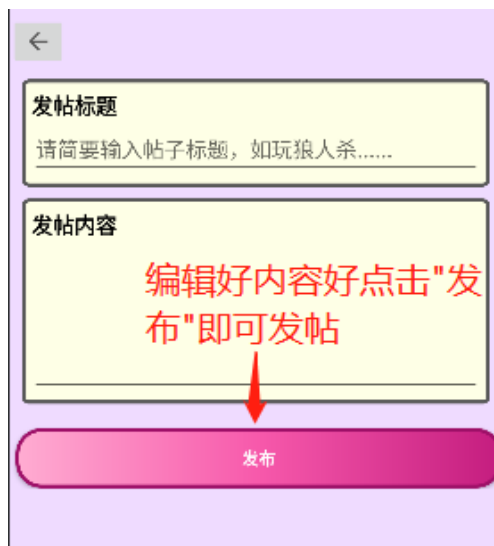 发帖标题
请简要输入帖子标题，如玩狼人杀......
发帖内容
编辑好内容好点击"发
布"即可发帖
发布